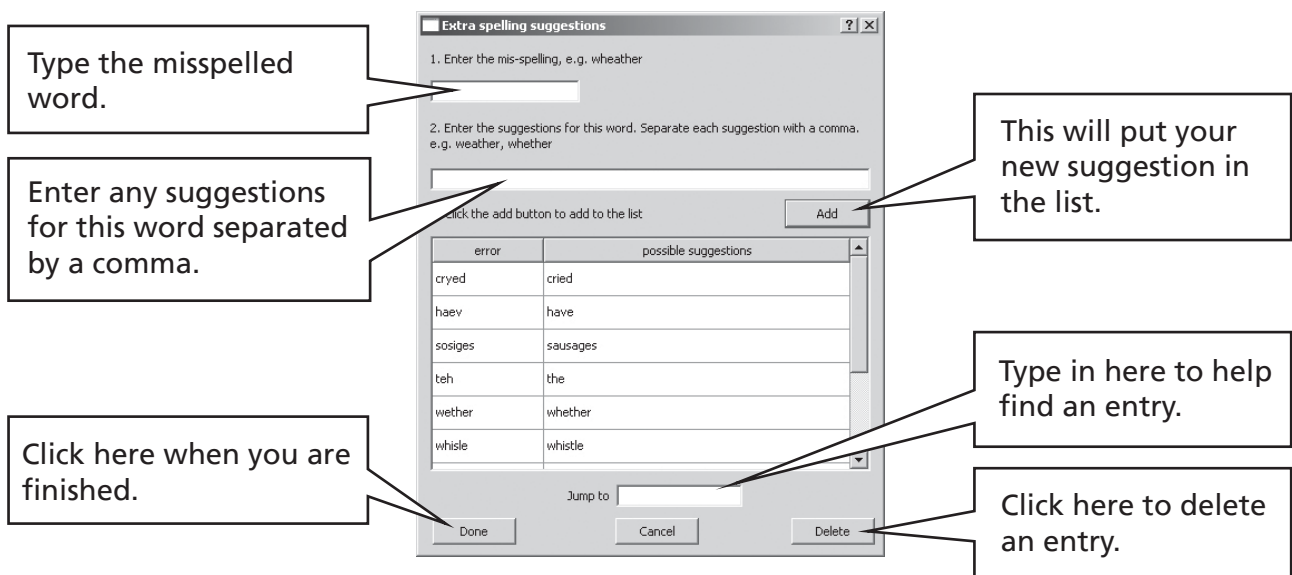 Extra spelling suggestions
Type the misspelled
word.
1. Enter the mis-spelling, e.g. wheather
2. Enter the suggestions for this word. Separate each suggestion with a comma.
e.g. weather, whether
This will put your
new suggestion in
the list.
Enter any suggestions
for this word separated
by a comma.
Click the add button to add to the list
Add
error possible suggestions
cryed cried
haev have
sosiges sausages
teh the
wether whether
whisle whistle
Type in here to help
find an entry.
Click here when you are
finished.
Jump to
Click here to delete
an entry.
Done Cancel Delete